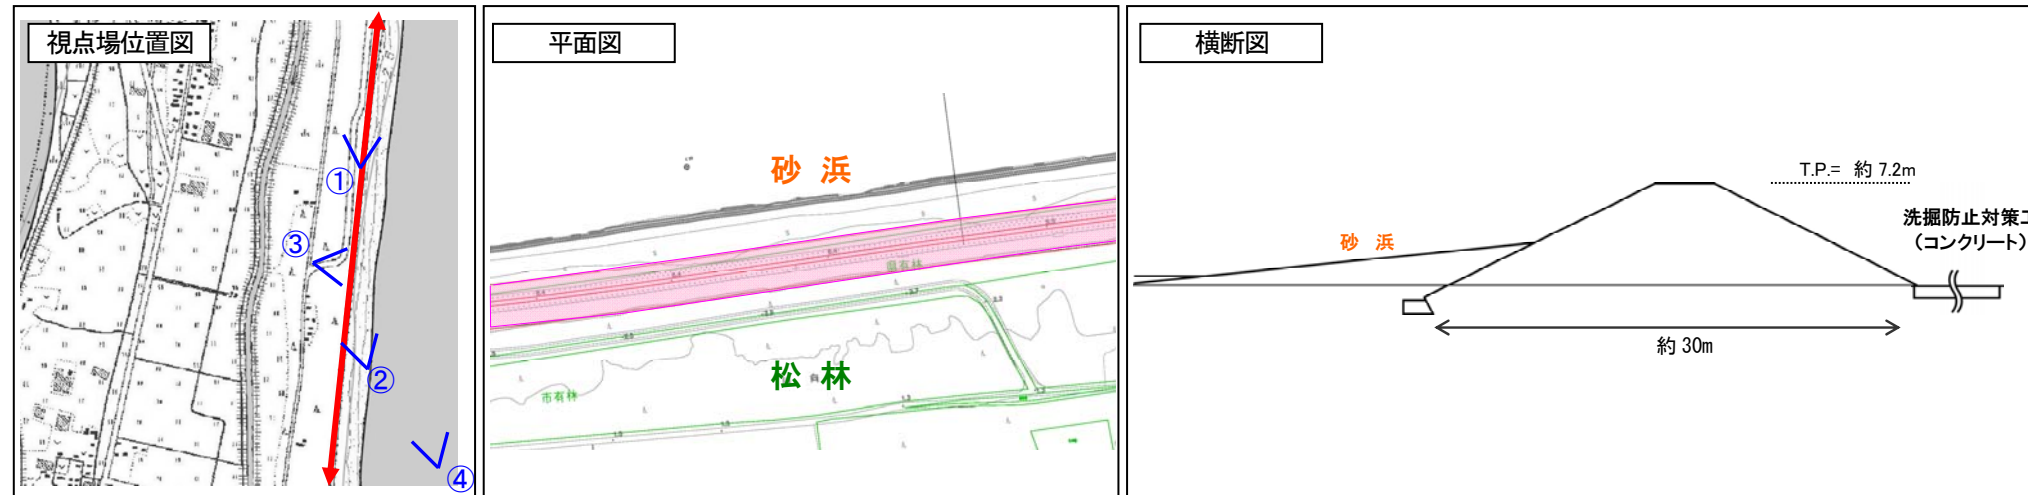 視点場位置図
①
③
②
④
平面図
砂 浜
県有林
松 林
市有林
横断図
T.P.= 約 7.2m
洗掘防止対策工
(コンクリート)
砂 浜
約 30m